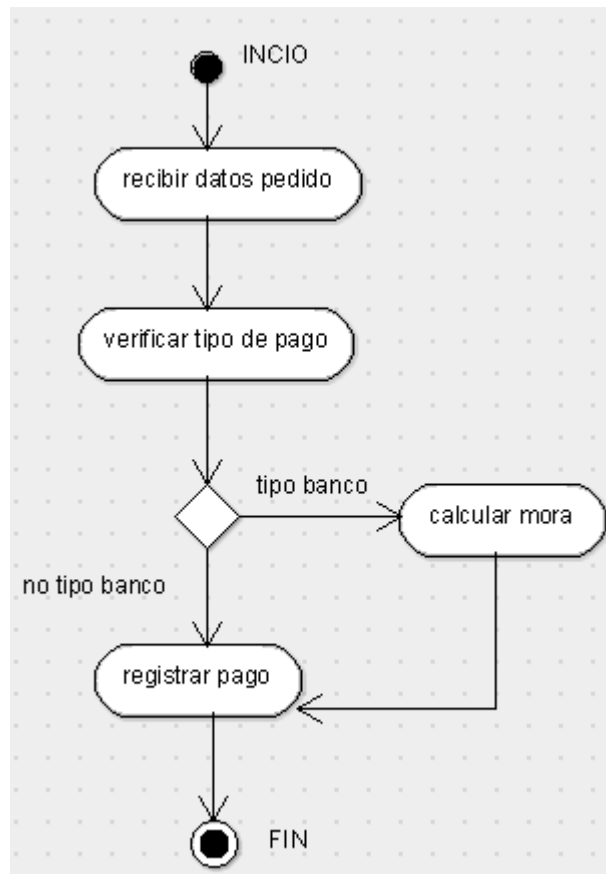 INCIO
recibir datos pedido
verificar tipo de pago
tipo banco
calcular mora
no tipo banco
registrar pago
FIN